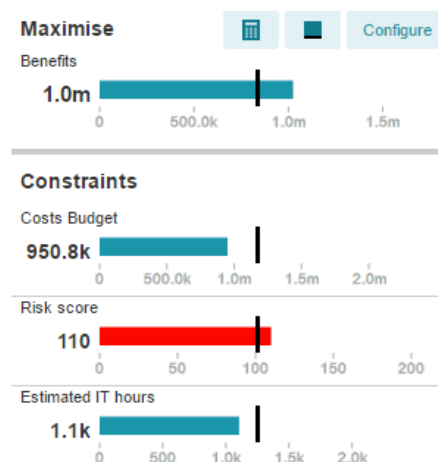 Maximise Configure
Benefits
1.0m
0 500.0k 1.0m 1.5m
Constraints
Costs Budget
950.8k
0 500.0k 1.0m 1.5m 2.0m
Risk score
110
0 50 100 150 200
Estimated IT hours
1.1k
0 500 1.0k 1.5k 2.0k